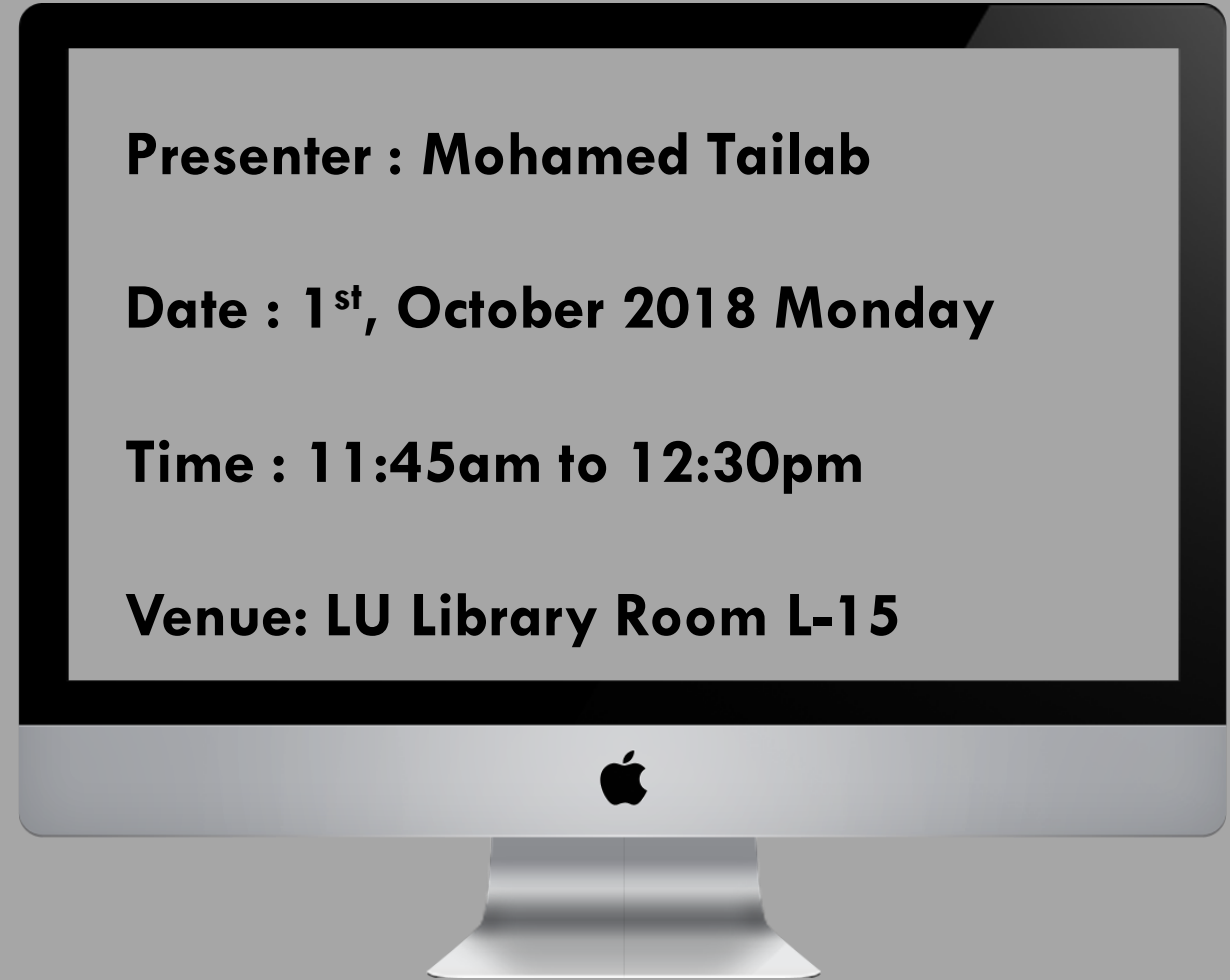 Presenter : Mohamed Tailab
Date : 1st, October 2018 Monday
Time : 11:45am to 12:30pm
Venue: LU Library Room L-15